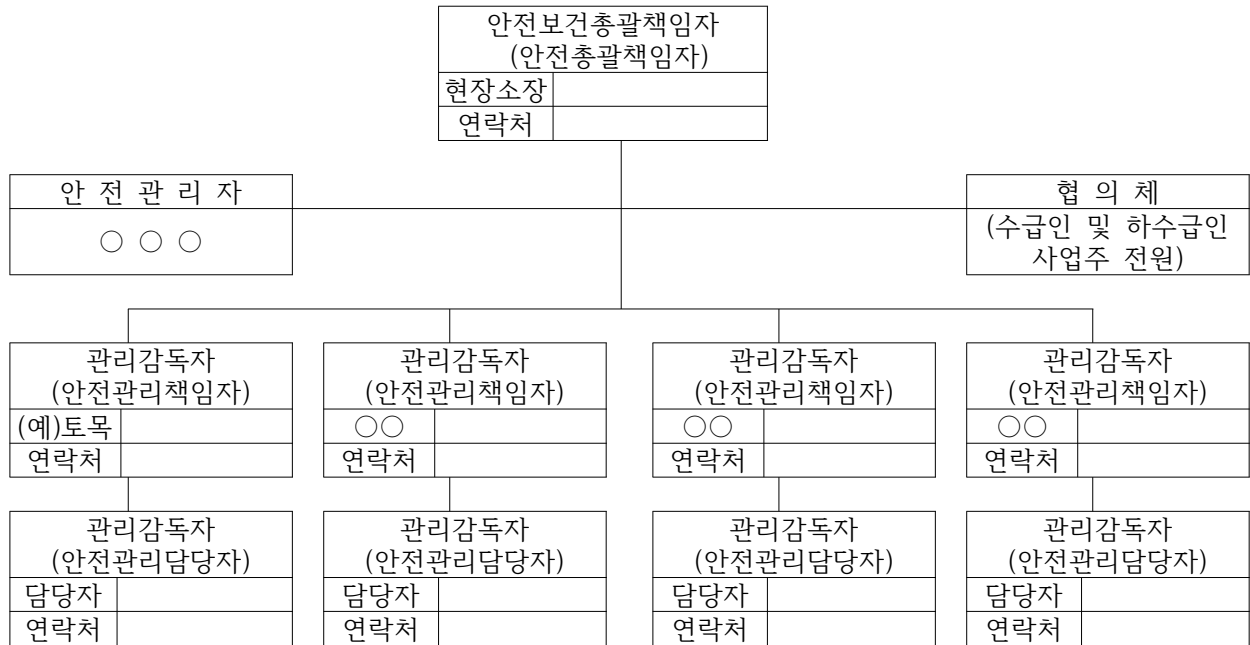 안전보건총괄책임자
(안전총괄책임자)
현장소장
연락처
안 전 관 리 자
○ ○ ○
협 의 체
(수급인 및 하수급인
사업주 전원)
관리감독자
(안전관리책임자)
(예)토목
연락처
관리감독자
(안전관리책임자)
○○
연락처
관리감독자
(안전관리책임자)
○○
연락처
관리감독자
(안전관리책임자)
○○
연락처
관리감독자
(안전관리담당자)
담당자
연락처
관리감독자
(안전관리담당자)
담당자
연락처
관리감독자
(안전관리담당자)
담당자
연락처
관리감독자
(안전관리담당자)
담당자
연락처